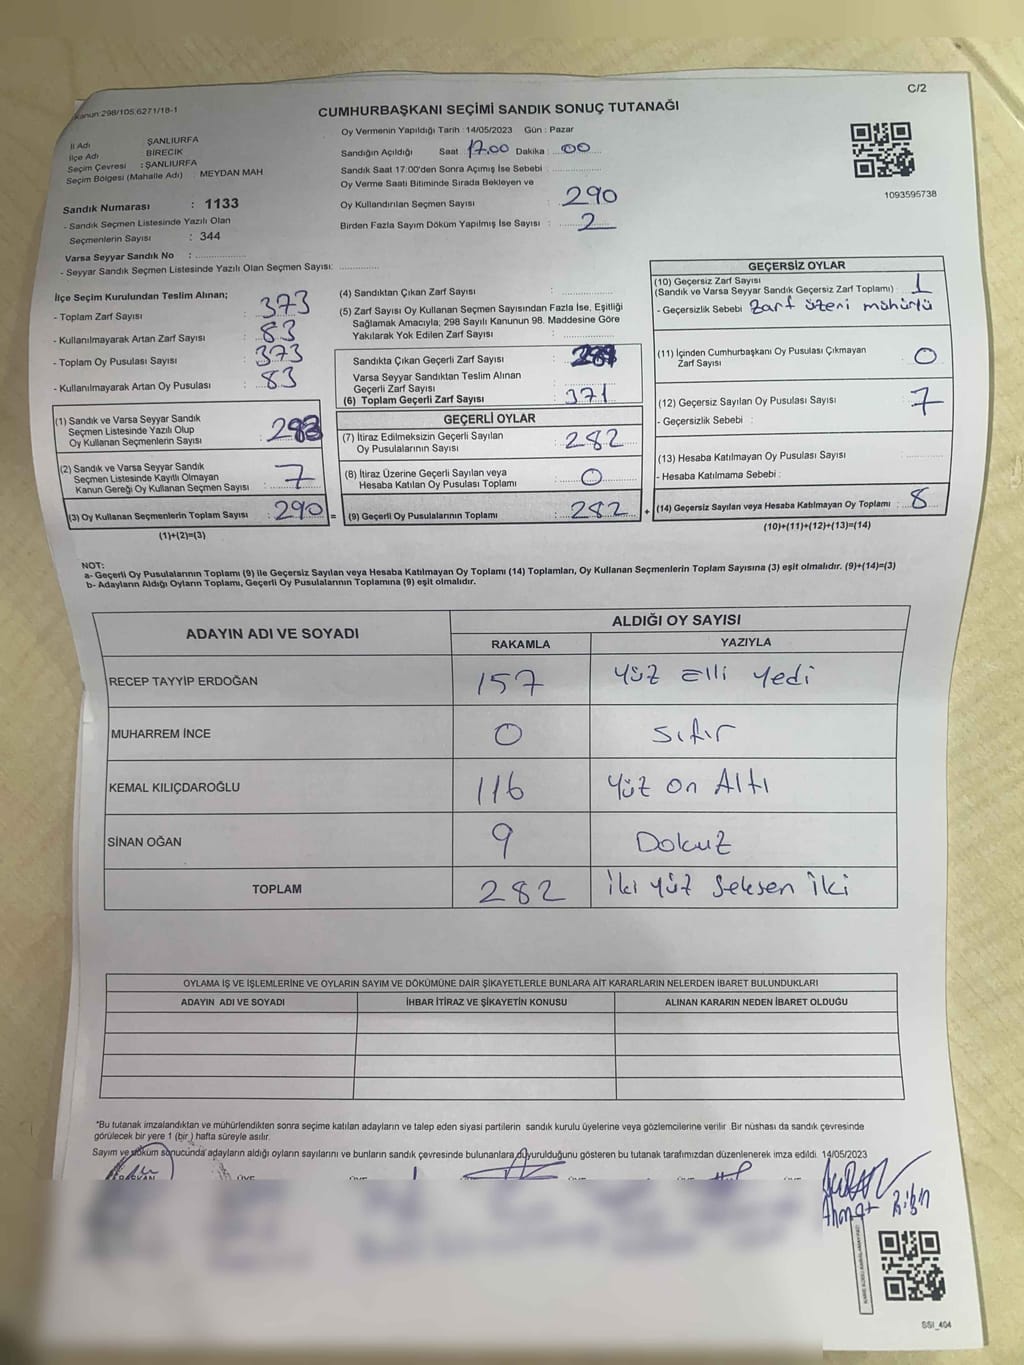 Kanun:298/105,6271/18-1
C/2
CUMHURBAŞKANI SEÇİMİ SANDIK SONUÇ TUTANAĞI
İl Adı : ŞANLIURFA
İlçe Adı : BİRECİK
Seçim Çevresi : ŞANLIURFA
Seçim Bölgesi (Mahalle Adı) MEYDAN MAH
Sandık Numarası : 1133
- Sandık Seçmen Listesinde Yazılı Olan
Seçmenlerin Sayısı : 344
Varsa Seyyar Sandık No :
- Seyyar Sandık Seçmen Listesinde Yazılı Olan Seçmen Sayısı:
Oy Vermenin Yapıldığı Tarih : 14/05/2023 Gün : Pazar
Sandığın Açıldığı Saat 17.00 Dakika : 00
Sandık Saat 17:00'den Sonra Açımış İse Sebebi :
Oy Verme Saati Bitiminde Sırada Bekleyen ve
Oy Kullandırılan Seçmen Sayısı : 290
Birden Fazla Sayım Döküm Yapılmış İse Sayısı : 2
1093595738
İlçe Seçim Kurulundan Teslim Alınan;
- Toplam Zarf Sayısı : 373
- Kullanılmayarak Artan Zarf Sayısı : 83
- Toplam Oy Pusulası Sayısı : 373
- Kullanılmayarak Artan Oy Pusulası : 83
(1) Sandık ve Varsa Seyyar Sandık
Seçmen Listesinde Yazılı Olup
Oy Kullanan Seçmenlerin Sayısı : 283
(2) Sandık ve Varsa Seyyar Sandık
Seçmen Listesinde Kayıtlı Olmayan
Kanun Gereği Oy Kullanan Seçmen Sayısı : 7
(3) Oy Kullanan Seçmenlerin Toplam Sayısı : 290
(1)+(2)=(3)
=
(4) Sandıktan Çıkan Zarf Sayısı :
(5) Zarf Sayısı Oy Kullanan Seçmen Sayısından Fazla İse, Eşitliği
Sağlamak Amacıyla, 298 Sayılı Kanunun 98. Maddesine Göre
Yakılarak Yok Edilen Zarf Sayısı :
Sandıkta Çıkan Geçerli Zarf Sayısı :
Varsa Seyyar Sandıktan Teslim Alınan
Geçerli Zarf Sayısı :
(6) Toplam Geçerli Zarf Sayısı : 371
GEÇERLİ OYLAR
(7) İtiraz Edilmeksizin Geçerli Sayılan
Oy Pusulalarının Sayısı : 282
(8) İtiraz Üzerine Geçerli Sayılan veya
Hesaba Katılan Oy Pusulası Toplamı : 0
(9) Geçerli Oy Pusulalarının Toplamı : 282
+
GEÇERSİZ OYLAR
(10) Geçersiz Zarf Sayısı
(Sandık ve Varsa Seyyar Sandık Geçersiz Zarf Toplamı) : 1
- Geçersizlik Sebebi : Zarf üzeri mühürlü
(11) İçinden Cumhurbaşkanı Oy Pusulası Çıkmayan
Zarf Sayısı : 0
(12) Geçersiz Sayılan Oy Pusulası Sayısı : 7
- Geçersizlik Sebebi :
(13) Hesaba Katılmayan Oy Pusulası Sayısı :
- Hesaba Katılmama Sebebi :
(14) Geçersiz Sayılan veya Hesaba Katılmayan Oy Toplamı : 8
(10)+(11)+(12)+(13)=(14)
NOT:
a- Geçerli Oy Pusulalarının Toplamı (9) ile Geçersiz Sayılan veya Hesaba Katılmayan Oy Toplamı (14) Toplamları, Oy Kullanan Seçmenlerin Toplam Sayısına (3) eşit olmalıdır. (9)+(14)=(3)
b- Adayların Aldığı Oyların Toplamı, Geçerli Oy Pusulalarının Toplamına (9) eşit olmalıdır.
ADAYIN ADI VE SOYADI
ALDIĞI OY SAYISI
RAKAMLA YAZIYLA
RECEP TAYYİP ERDOĞAN 157 Yüz Elli Yedi
MUHARREM İNCE 0 Sıfır
KEMAL KILIÇDAROĞLU 116 Yüz On Altı
SİNAN OĞAN 9 Dokuz
TOPLAM 282 İki Yüz Seksen İki
OYLAMA İŞ VE İŞLEMLERİNE VE OYLARIN SAYIM VE DÖKÜMÜNE DAİR ŞİKAYETLERLE BUNLARA AİT KARARLARIN NELERDEN İBARET BULUNDUKLARI
ADAYIN ADI VE SOYADI İHBAR İTİRAZ VE ŞİKAYETİN KONUSU ALINAN KARARIN NEDEN İBARET OLDUĞU
*Bu tutanak imzalandıktan ve mühürlendikten sonra seçime katılan adayların ve talep eden siyasi partilerin sandık kurulu üyelerine veya gözlemcilerine verilir. Bir nüshası da sandık çevresinde
görülecek bir yere 1 (bir ) hafta süreyle asılır.
Sayım ve döküm sonucunda adayların aldığı oyların sayılarını ve bunların sandık çevresinde bulunanlara duyurulduğunu gösteren bu tutanak tarafımızdan düzenlenerek imza edildi. 14/05/2023
SSI_404